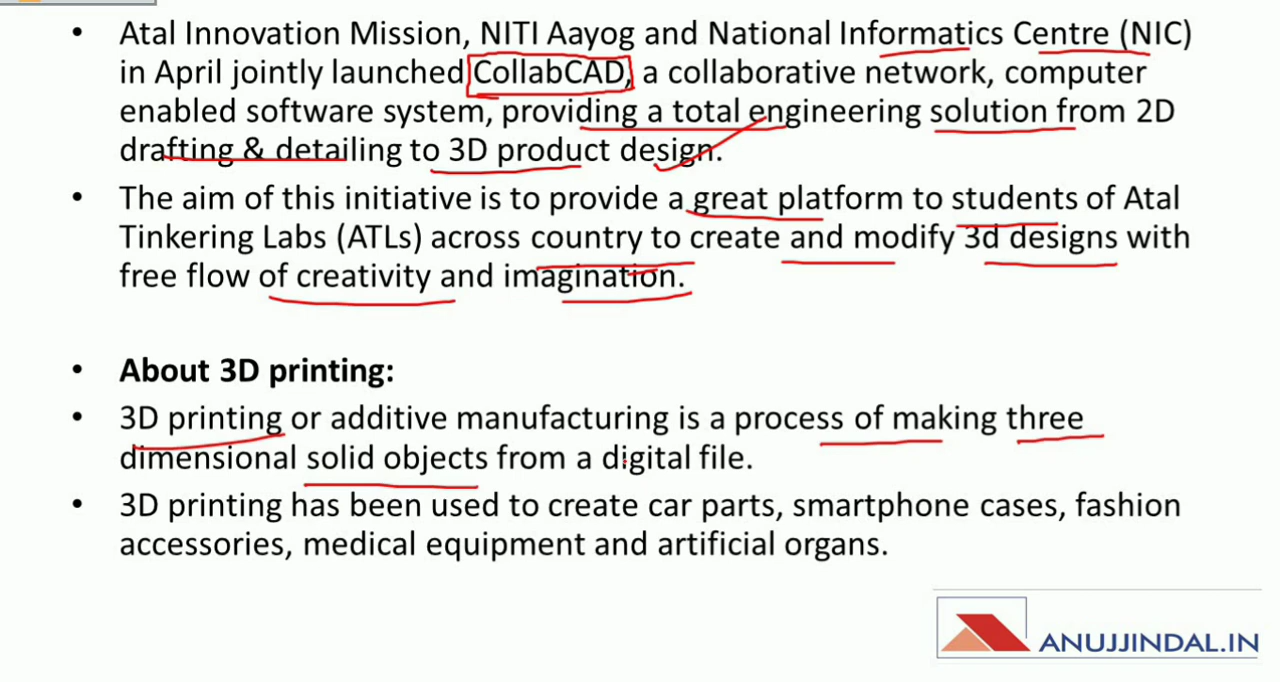 • Atal Innovation Mission, NITI Aayog and National Informatics Centre (NIC)
in April jointly launched CollabCAD, a collaborative network, computer
enabled software system, providing a total engineering solution from 2D
drafting & detailing to 3D product design.
• The aim of this initiative is to provide a great platform to students of Atal
Tinkering Labs (ATLs) across country to create and modify 3d designs with
free flow of creativity and imagination.
• About 3D printing:
• 3D printing or additive manufacturing is a process of making three
dimensional solid objects from a digital file.
• 3D printing has been used to create car parts, smartphone cases, fashion
accessories, medical equipment and artificial organs.
ANUJJINDAL.IN